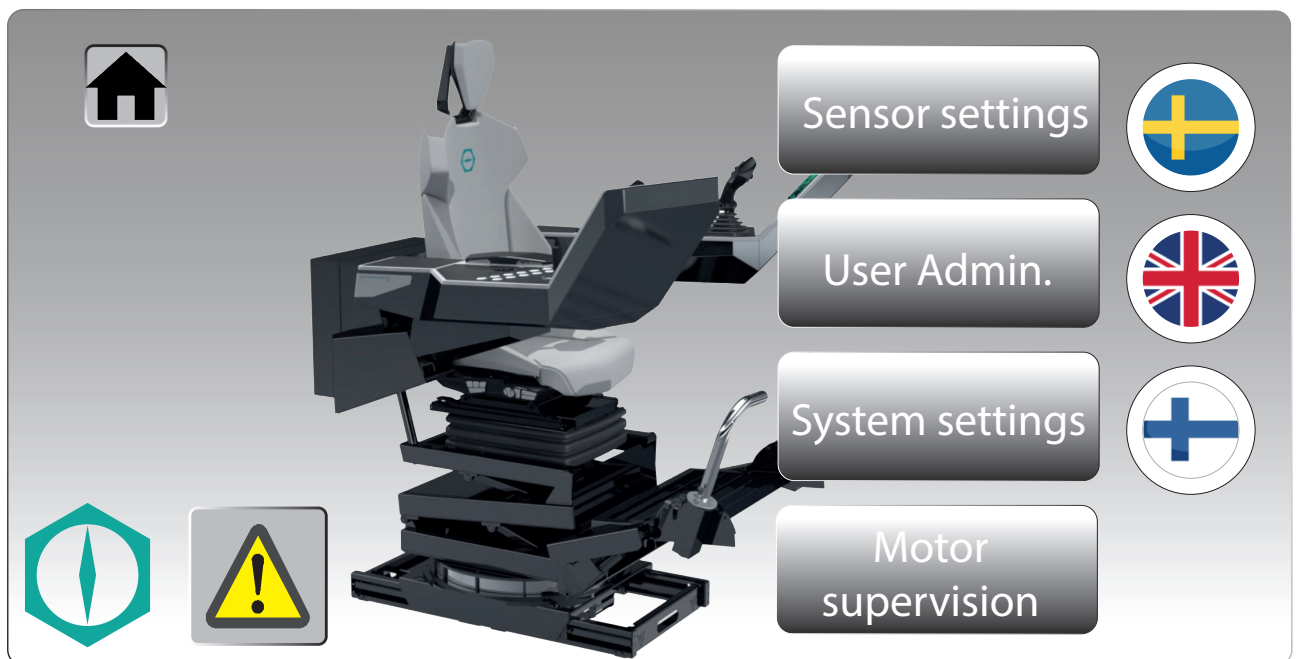 Sensor settings
User Admin.
System settings
Motor
supervision